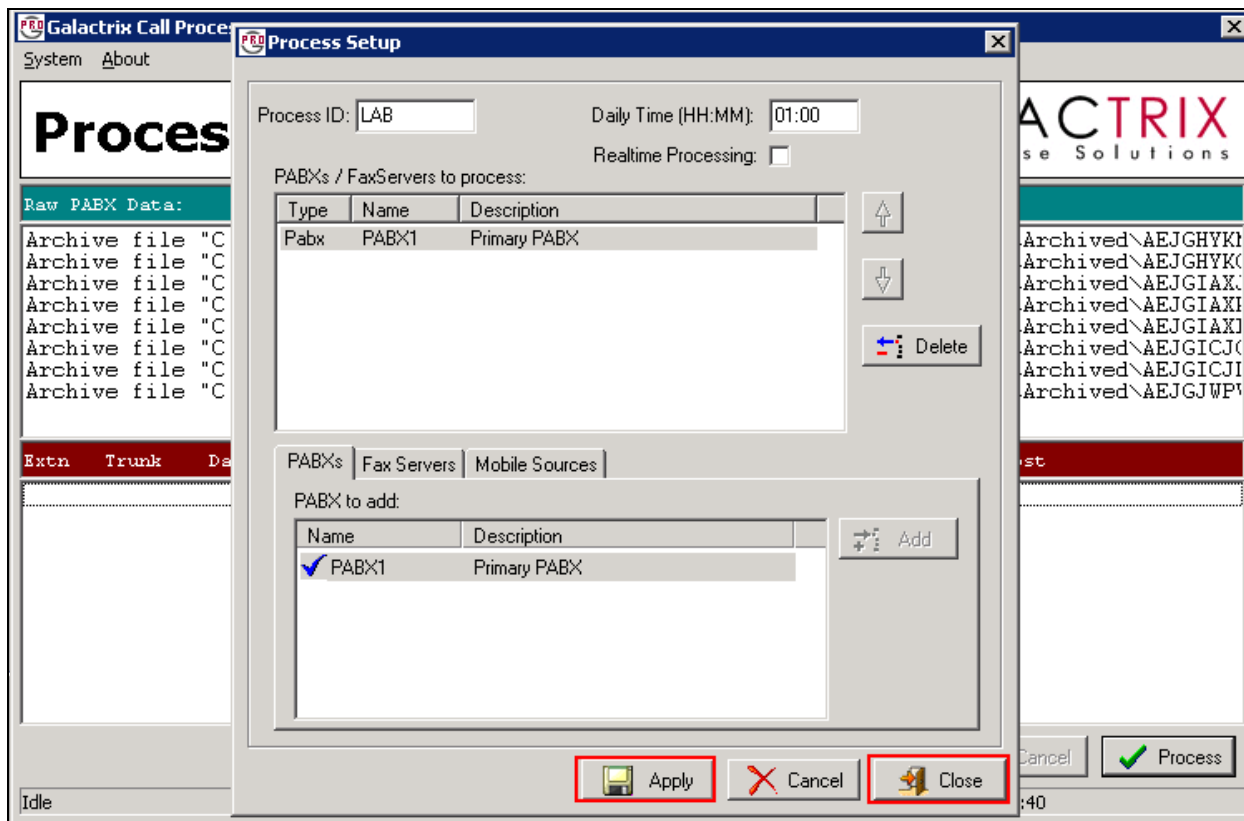 PRO Galactrix Call Proce
System About
Proces
ACTRIX
se Solutions
Raw PABX Data:
Archive file "C
Archive file "C
Archive file "C
Archive file "C
Archive file "C
Archive file "C
Archive file "C
Archive file "C
Archived\AEJGHYK
Archived\AEJGHYK
Archived\AEJGIAX
Archived\AEJGIAX
Archived\AEJGIAX
Archived\AEJGICJ
Archived\AEJGICJ
Archived\AEJGJWP
Extn Trunk Da
st
Idle
Cancel
Process
:40
PRO Process Setup
Process ID: LAB
Daily Time (HH:MM): 01:00
Realtime Processing:
PABXs / FaxServers to process:
Type Name Description
Pabx PABX1 Primary PABX
Delete
PABXs Fax Servers Mobile Sources
PABX to add:
Name Description
PABX1 Primary PABX
Add
Apply
Cancel
Close